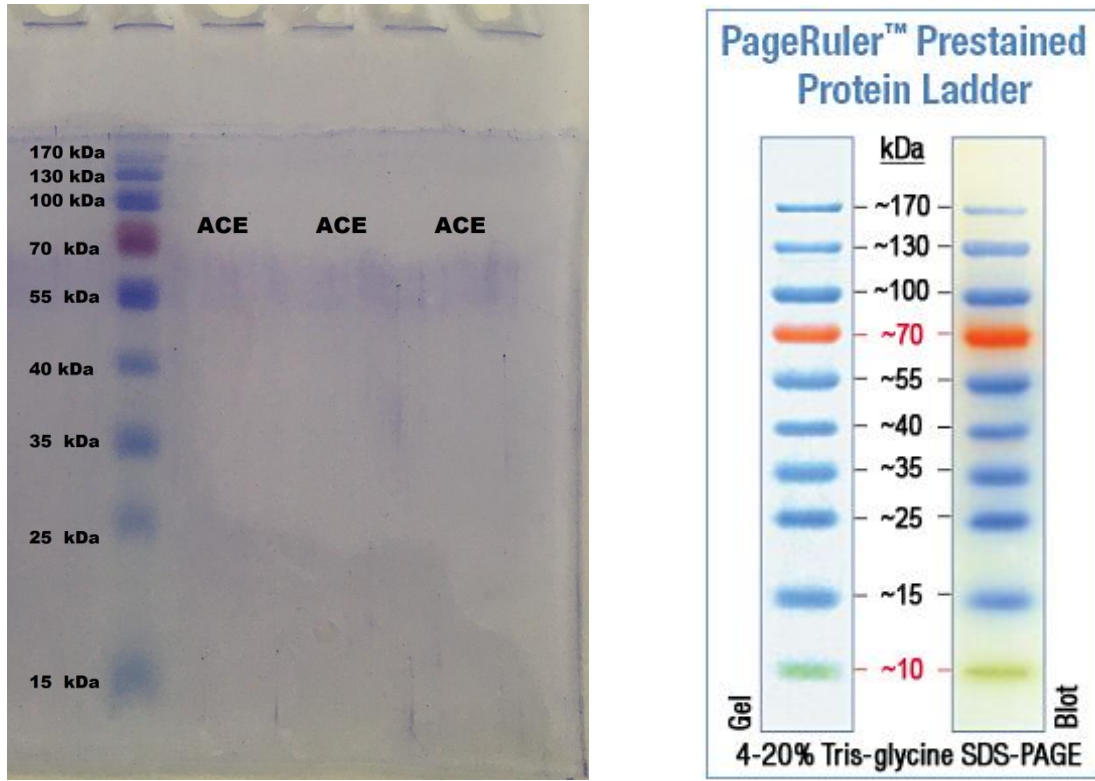 170 kDa
130 kDa
100 kDa
ACE ACE ACE
70 kDa
55 kDa
40 kDa
35 kDa
25 kDa
15 kDa
PageRuler™ Prestained
Protein Ladder
kDa
~170
~130
~100
~70
~55
~40
~35
~25
~15
~10
Gel
Blot
4-20% Tris-glycine SDS-PAGE